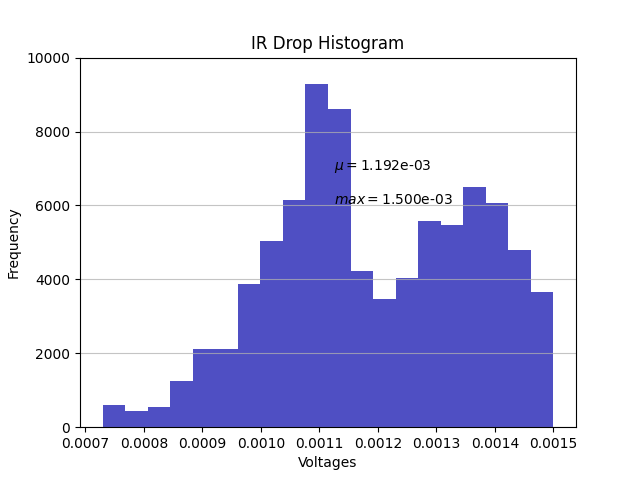 IR Drop Histogram
10000
8000
6000
4000
2000
0
Frequency
μ = 1.192e-03
max = 1.500e-03
0.0007 0.0008 0.0009 0.0010 0.0011 0.0012 0.0013 0.0014 0.0015
Voltages